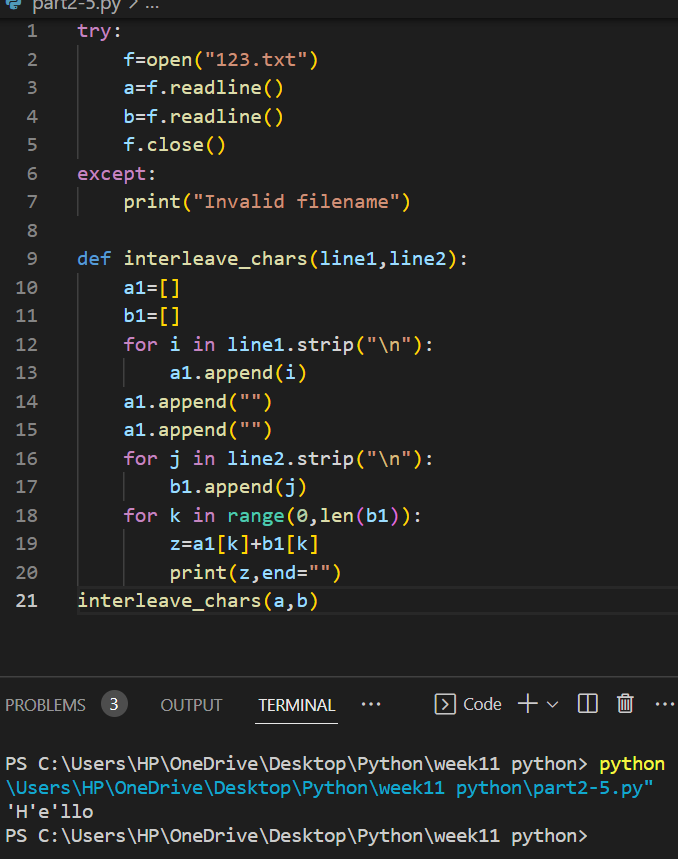 part2-5.py > ...
1 try:
2     f=open("123.txt")
3     a=f.readline()
4     b=f.readline()
5     f.close()
6 except:
7     print("Invalid filename")
8
9 def interleave_chars(line1,line2):
10     a1=[]
11     b1=[]
12     for i in line1.strip("\n"):
13         a1.append(i)
14     a1.append("")
15     a1.append("")
16     for j in line2.strip("\n"):
17         b1.append(j)
18     for k in range(0,len(b1)):
19         z=a1[k]+b1[k]
20         print(z,end="")
21 interleave_chars(a,b)
PROBLEMS 3 OUTPUT TERMINAL ... Code
PS C:\Users\HP\OneDrive\Desktop\Python\week11 python> python
\Users\HP\OneDrive\Desktop\Python\week11 python\part2-5.py"
'H'e'llo
PS C:\Users\HP\OneDrive\Desktop\Python\week11 python>